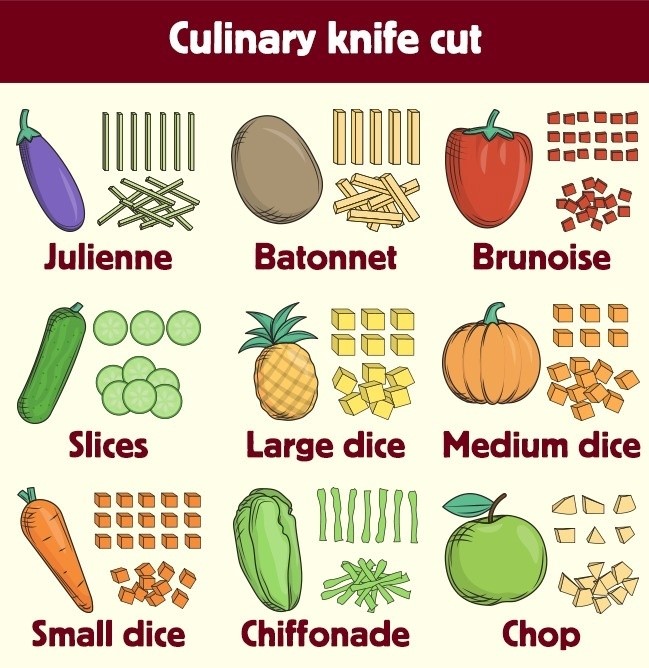 Culinary knife cut
Julienne
Batonnet
Brunoise
Slices
Large dice
Medium dice
Small dice
Chiffonade
Chop